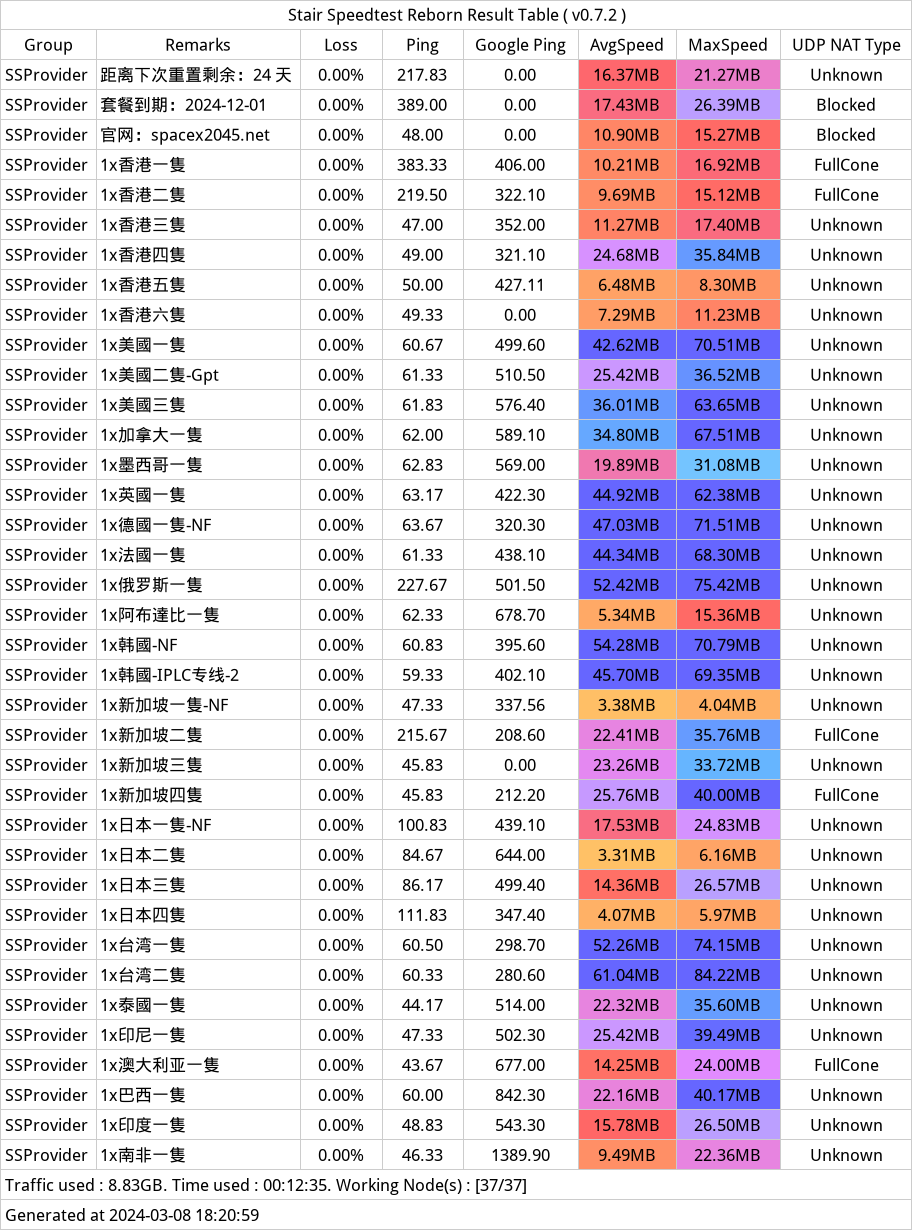 Stair Speedtest Reborn Result Table ( v0.7.2 )
Group Remarks Loss Ping Google Ping AvgSpeed MaxSpeed UDP NAT Type
SSProvider 距离下次重置剩余：24 天 0.00% 217.83 0.00 16.37MB 21.27MB Unknown
SSProvider 套餐到期：2024-12-01 0.00% 389.00 0.00 17.43MB 26.39MB Blocked
SSProvider 官网：spacex2045.net 0.00% 48.00 0.00 10.90MB 15.27MB Blocked
SSProvider 1x香港一隻 0.00% 383.33 406.00 10.21MB 16.92MB FullCone
SSProvider 1x香港二隻 0.00% 219.50 322.10 9.69MB 15.12MB FullCone
SSProvider 1x香港三隻 0.00% 47.00 352.00 11.27MB 17.40MB Unknown
SSProvider 1x香港四隻 0.00% 49.00 321.10 24.68MB 35.84MB Unknown
SSProvider 1x香港五隻 0.00% 50.00 427.11 6.48MB 8.30MB Unknown
SSProvider 1x香港六隻 0.00% 49.33 0.00 7.29MB 11.23MB Unknown
SSProvider 1x美國一隻 0.00% 60.67 499.60 42.62MB 70.51MB Unknown
SSProvider 1x美國二隻-Gpt 0.00% 61.33 510.50 25.42MB 36.52MB Unknown
SSProvider 1x美國三隻 0.00% 61.83 576.40 36.01MB 63.65MB Unknown
SSProvider 1x加拿大一隻 0.00% 62.00 589.10 34.80MB 67.51MB Unknown
SSProvider 1x墨西哥一隻 0.00% 62.83 569.00 19.89MB 31.08MB Unknown
SSProvider 1x英國一隻 0.00% 63.17 422.30 44.92MB 62.38MB Unknown
SSProvider 1x德國一隻-NF 0.00% 63.67 320.30 47.03MB 71.51MB Unknown
SSProvider 1x法國一隻 0.00% 61.33 438.10 44.34MB 68.30MB Unknown
SSProvider 1x俄罗斯一隻 0.00% 227.67 501.50 52.42MB 75.42MB Unknown
SSProvider 1x阿布達比一隻 0.00% 62.33 678.70 5.34MB 15.36MB Unknown
SSProvider 1x韩國-NF 0.00% 60.83 395.60 54.28MB 70.79MB Unknown
SSProvider 1x韩國-IPLC专线-2 0.00% 59.33 402.10 45.70MB 69.35MB Unknown
SSProvider 1x新加坡一隻-NF 0.00% 47.33 337.56 3.38MB 4.04MB Unknown
SSProvider 1x新加坡二隻 0.00% 215.67 208.60 22.41MB 35.76MB FullCone
SSProvider 1x新加坡三隻 0.00% 45.83 0.00 23.26MB 33.72MB Unknown
SSProvider 1x新加坡四隻 0.00% 45.83 212.20 25.76MB 40.00MB FullCone
SSProvider 1x日本一隻-NF 0.00% 100.83 439.10 17.53MB 24.83MB Unknown
SSProvider 1x日本二隻 0.00% 84.67 644.00 3.31MB 6.16MB Unknown
SSProvider 1x日本三隻 0.00% 86.17 499.40 14.36MB 26.57MB Unknown
SSProvider 1x日本四隻 0.00% 111.83 347.40 4.07MB 5.97MB Unknown
SSProvider 1x台湾一隻 0.00% 60.50 298.70 52.26MB 74.15MB Unknown
SSProvider 1x台湾二隻 0.00% 60.33 280.60 61.04MB 84.22MB Unknown
SSProvider 1x泰國一隻 0.00% 44.17 514.00 22.32MB 35.60MB Unknown
SSProvider 1x印尼一隻 0.00% 47.33 502.30 25.42MB 39.49MB Unknown
SSProvider 1x澳大利亚一隻 0.00% 43.67 677.00 14.25MB 24.00MB FullCone
SSProvider 1x巴西一隻 0.00% 60.00 842.30 22.16MB 40.17MB Unknown
SSProvider 1x印度一隻 0.00% 48.83 543.30 15.78MB 26.50MB Unknown
SSProvider 1x南非一隻 0.00% 46.33 1389.90 9.49MB 22.36MB Unknown
Traffic used : 8.83GB. Time used : 00:12:35. Working Node(s) : [37/37]
Generated at 2024-03-08 18:20:59